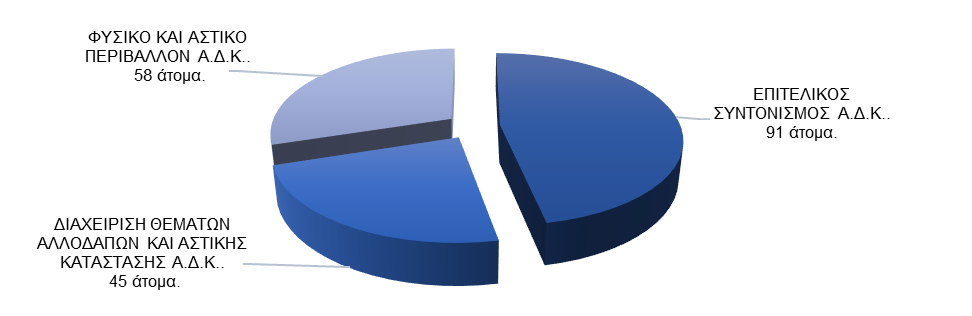 ΦΥΣΙΚΟ ΚΑΙ ΑΣΤΙΚΟ
ΠΕΡΙΒΑΛΛΟΝ Α.Δ.Κ..
58 άτομα.
ΕΠΙΤΕΛΙΚΟΣ
ΣΥΝΤΟΝΙΣΜΟΣ Α.Δ.Κ..
91 άτομα.
ΔΙΑΧΕΙΡΙΣΗ ΘΕΜΑΤΩΝ
ΑΛΛΟΔΑΠΩΝ ΚΑΙ ΑΣΤΙΚΗΣ
ΚΑΤΑΣΤΑΣΗΣ Α.Δ.Κ..
45 άτομα.